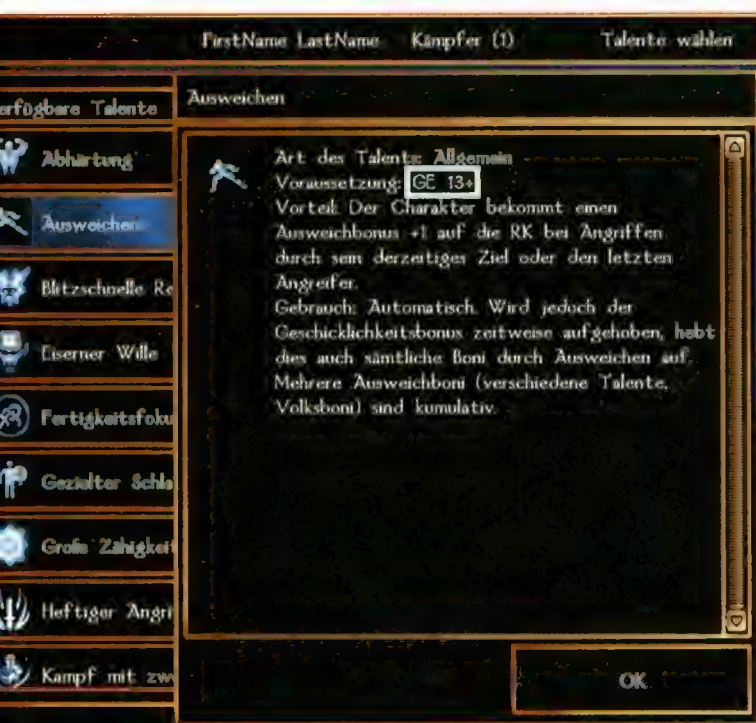 FirstName LastName Kämpfer (1) Talente wählen
erfügbare Talente
Abhärtung
Ausweichen
Blitzschnelle Re
Eiserner Wille
Fertigkeitsfoku
Gezielter Schla
Große Zähigkeit
Heftiger Angri
Kampf mit zwe
Ausweichen
Art des Talents: Allgemein
Voraussetzung: GE 13+
Vorteil: Der Charakter bekommt einen
Ausweichbonus +1 auf die RK bei Angriffen
durch sein derzeitiges Ziel oder den letzten
Angreifer.
Gebrauch: Automatisch. Wird jedoch der
Geschicklichkeitsbonus zeitweise aufgehoben, hebt
dies auch sämtliche Boni durch Ausweichen auf.
Mehrere Ausweichboni (verschiedene Talente,
Volksboni) sind kumulativ.
OK